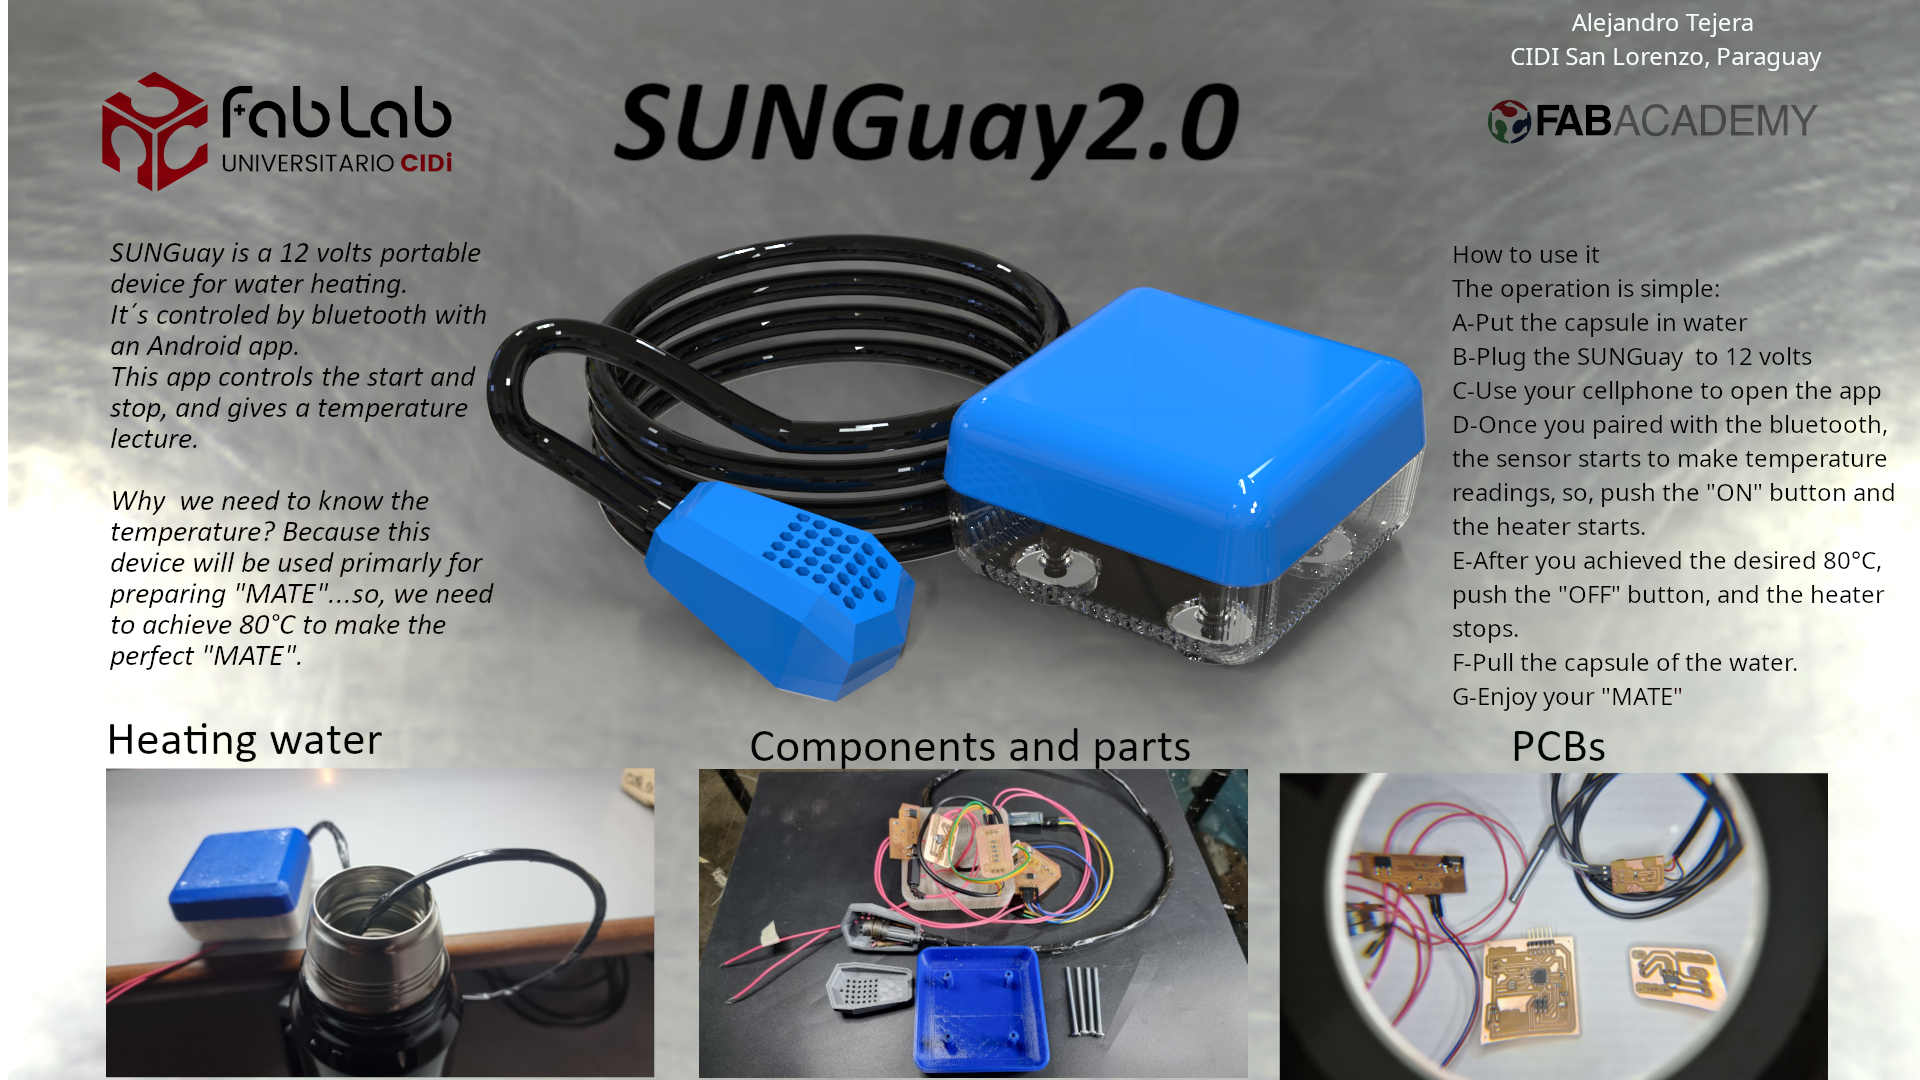 Alejandro Tejera
CIDI San Lorenzo, Paraguay
fab Lab
UNIVERSITARIO CIDi
SUNGuay2.0
FABACADEMY
SUNGuay is a 12 volts portable
device for water heating.
It´s controled by bluetooth with
an Android app.
This app controls the start and
stop, and gives a temperature
lecture.
Why  we need to know the
temperature? Because this
device will be used primarly for
preparing "MATE"...so, we need
to achieve 80°C to make the
perfect "MATE".
How to use it
The operation is simple:
A-Put the capsule in water
B-Plug the SUNGuay  to 12 volts
C-Use your cellphone to open the app
D-Once you paired with the bluetooth,
the sensor starts to make temperature
readings, so, push the "ON" button and
the heater starts.
E-After you achieved the desired 80°C,
push the "OFF" button, and the heater
stops.
F-Pull the capsule of the water.
G-Enjoy your "MATE"
Heating water
Components and parts
PCBs